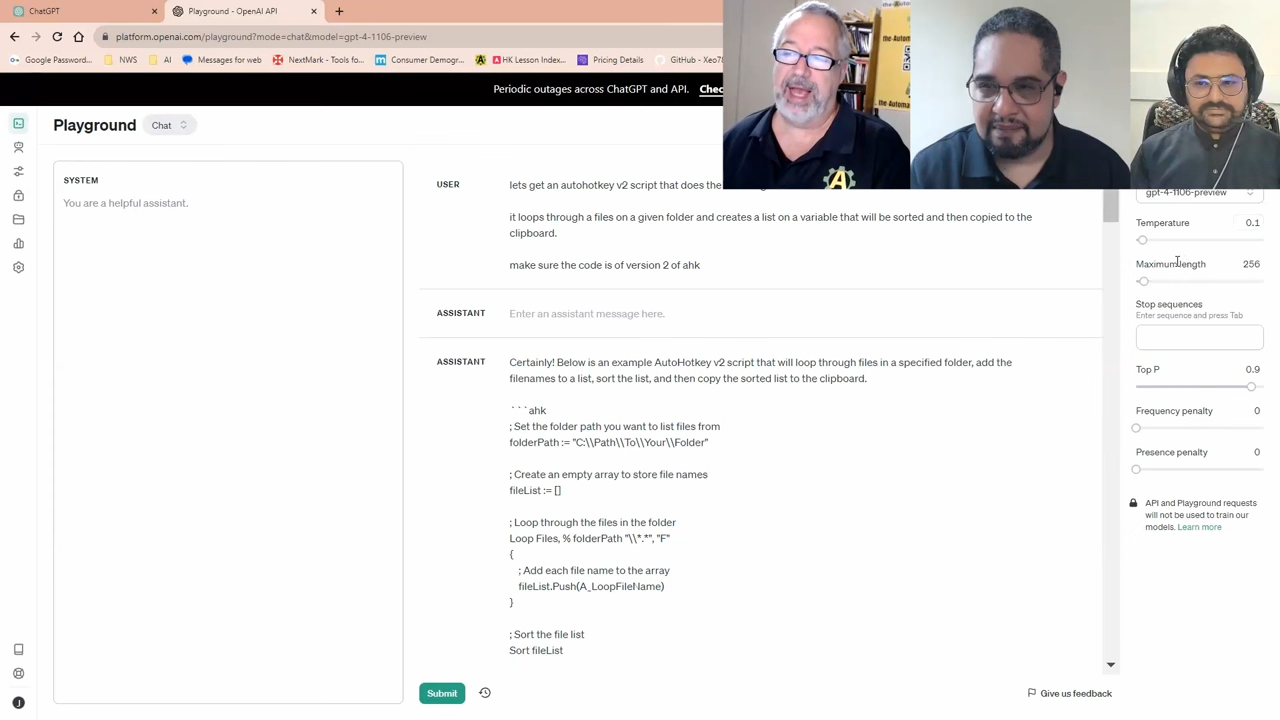 ChatGPT
Playground - OpenAI API
platform.openai.com/playground?mode=chat&model=gpt-4-1106-preview
Google Password...
NWS
AI
Messages for web
NextMark - Tools fo...
Consumer Demogr...
HK Lesson Index...
Pricing Details
GitHub - Xeo78
Periodic outages across ChatGPT and API. Chec
Playground
Chat
SYSTEM
You are a helpful assistant.
USER
lets get an autohotkey v2 script that does the
it loops through a files on a given folder and creates a list on a variable that will be sorted and then copied to the
clipboard.
make sure the code is of version 2 of ahk
ASSISTANT
Enter an assistant message here.
ASSISTANT
Certainly! Below is an example AutoHotkey v2 script that will loop through files in a specified folder, add the
filenames to a list, sort the list, and then copy the sorted list to the clipboard.
```ahk
; Set the folder path you want to list files from
folderPath := "C:\\Path\\To\\Your\\Folder"
; Create an empty array to store file names
fileList := []
; Loop through the files in the folder
Loop Files, % folderPath "\\*.*", "F"
{
; Add each file name to the array
fileList.Push(A_LoopFileName)
}
; Sort the file list
Sort fileList
Submit
Give us feedback
gpt-4-1106-preview
Temperature 0.1
Maximum length 256
Stop sequences
Enter sequence and press Tab
Top P 0.9
Frequency penalty 0
Presence penalty 0
API and Playground requests
will not be used to train our
models. Learn more
J